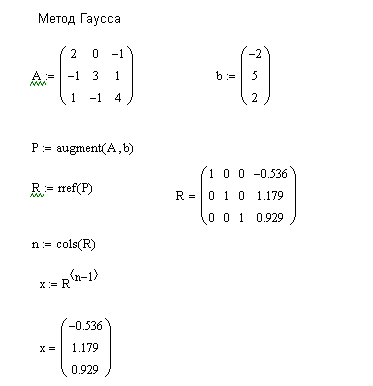 Метод Гаусса
A := ( 2 0 −1 ; −1 3 1 ; 1 −1 4 ) b := ( −2 ; 5 ; 2 )
P := augment(A,b)
R := rref(P) R = ( 1 0 0 −0.536 ; 0 1 0 1.179 ; 0 0 1 0.929 )
n := cols(R)
x := R^⟨n−1⟩
x = ( −0.536 ; 1.179 ; 0.929 )